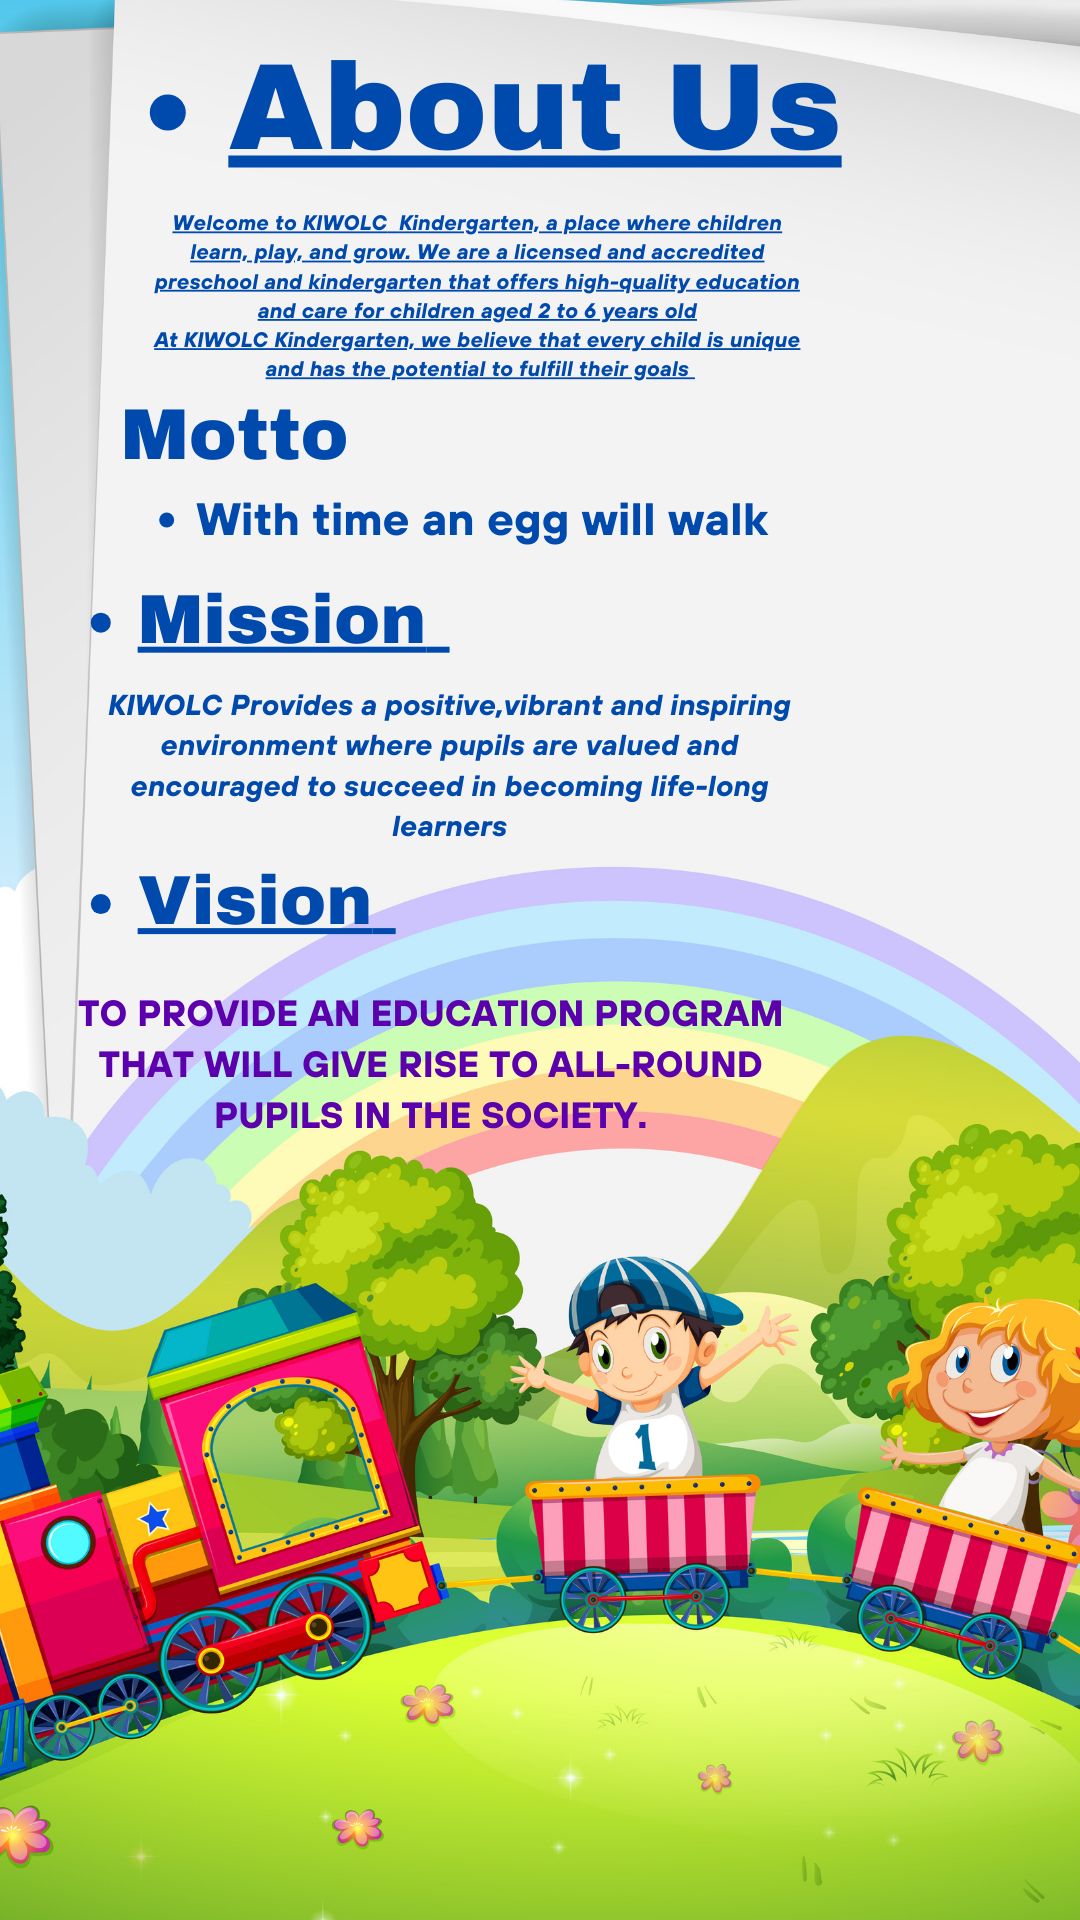 • About Us
Welcome to KIWOLC  Kindergarten, a place where children
learn, play, and grow. We are a licensed and accredited
preschool and kindergarten that offers high-quality education
and care for children aged 2 to 6 years old
At KIWOLC Kindergarten, we believe that every child is unique
and has the potential to fulfill their goals
Motto
• With time an egg will walk
• Mission
KIWOLC Provides a positive,vibrant and inspiring
environment where pupils are valued and
encouraged to succeed in becoming life-long
learners
• Vision
TO PROVIDE AN EDUCATION PROGRAM
THAT WILL GIVE RISE TO ALL-ROUND
PUPILS IN THE SOCIETY.
1